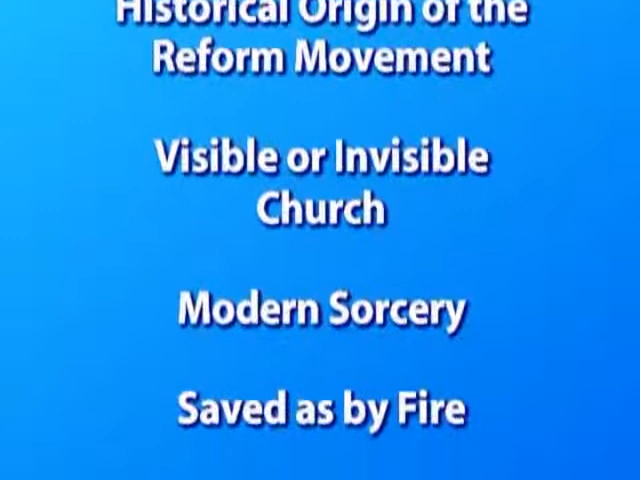 Historical Origin of the
Reform Movement
Visible or Invisible
Church
Modern Sorcery
Saved as by Fire